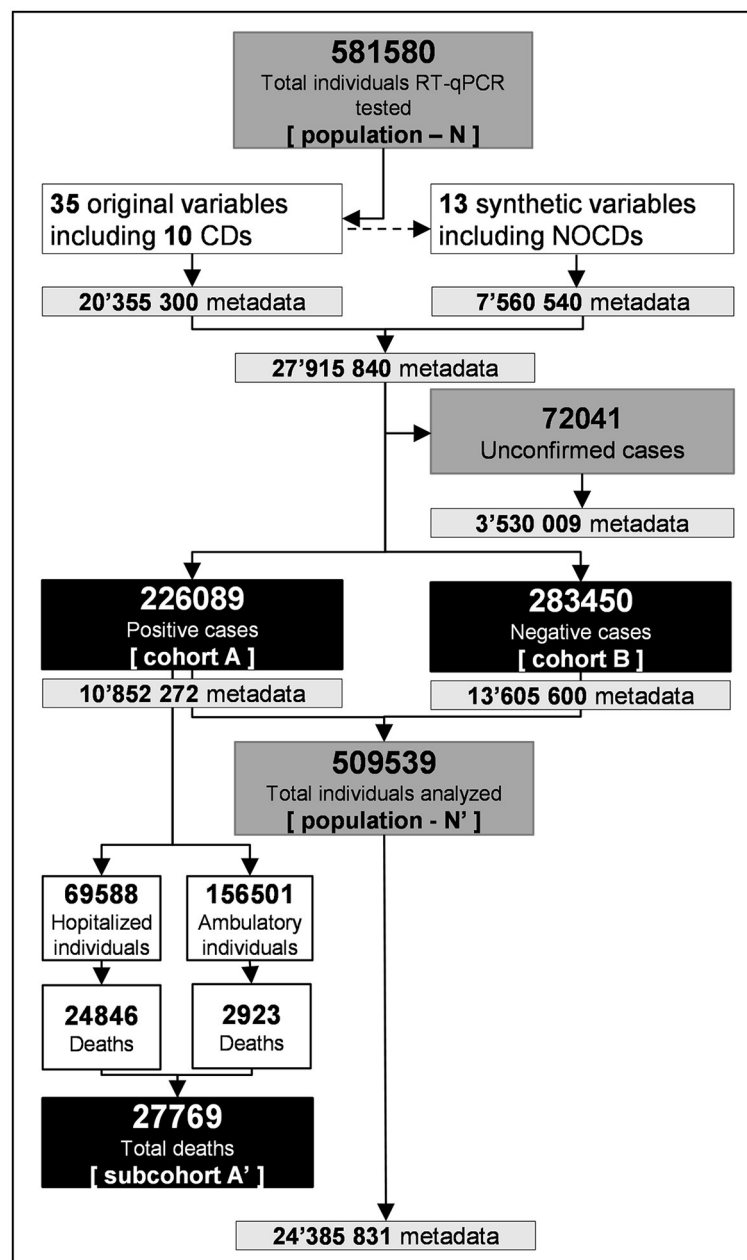 581580
Total individuals RT-qPCR
tested
[ population – N ]
35 original variables
including 10 CDs
13 synthetic variables
including NOCDs
20’355 300 metadata
7’560 540 metadata
27’915 840 metadata
72041
Unconfirmed cases
3’530 009 metadata
226089
Positive cases
[ cohort A ]
283450
Negative cases
[ cohort B ]
10’852 272 metadata
13’605 600 metadata
509539
Total individuals analyzed
[ population - N’ ]
69588
Hopitalized
individuals
156501
Ambulatory
individuals
24846
Deaths
2923
Deaths
27769
Total deaths
[ subcohort A’ ]
24’385 831 metadata